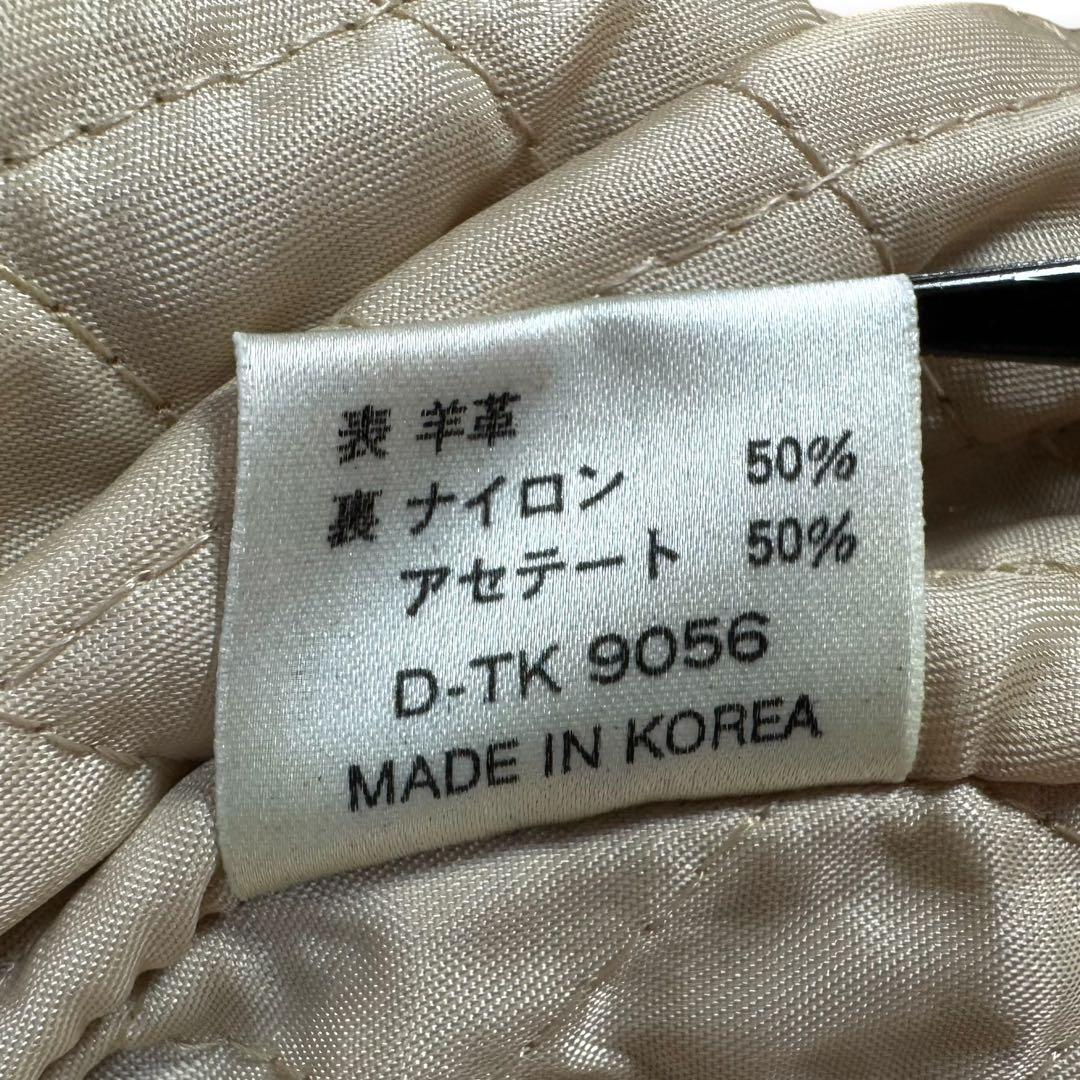 表 羊革
裏 ナイロン 50%
アセテート 50%
D-TK 9056
MADE IN KOREA